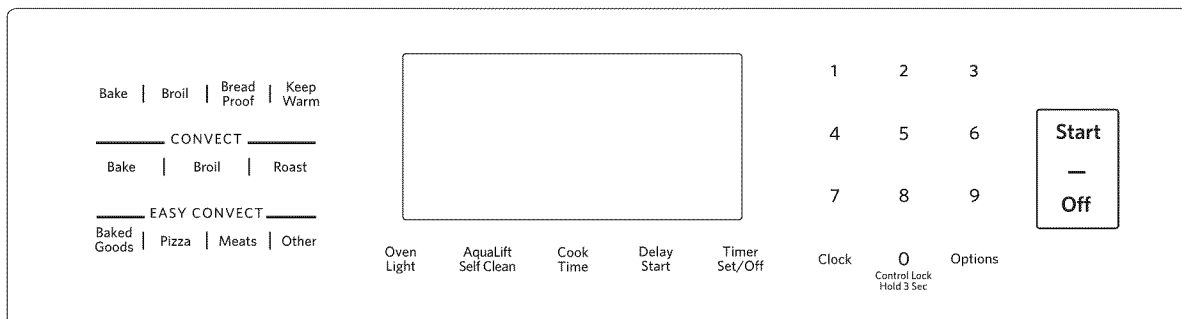 Bake | Broil | Bread Proof | Keep Warm
CONVECT
Bake | Broil | Roast
EASY CONVECT
Baked Goods | Pizza | Meats | Other
Oven Light
AquaLift Self Clean
Cook Time
Delay Start
Timer Set/Off
1 2 3
4 5 6
7 8 9
Clock 0 Options
Control Lock
Hold 3 Sec
Start
—
Off